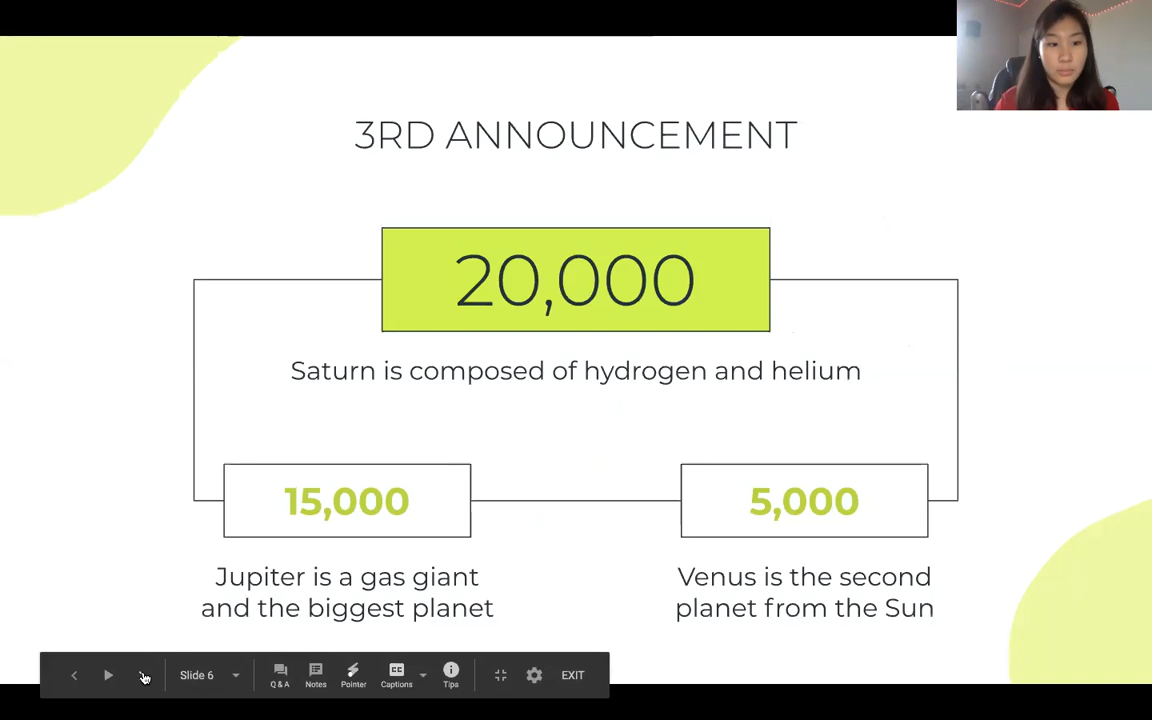 3RD ANNOUNCEMENT
20,000
Saturn is composed of hydrogen and helium
15,000
Jupiter is a gas giant
and the biggest planet
5,000
Venus is the second
planet from the Sun
Slide 6
Q & A
Notes
Pointer
CC
Captions
Tips
EXIT